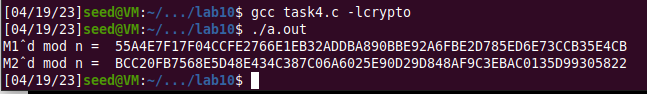 [04/19/23]seed@VM:~/.../lab10$ gcc task4.c -lcrypto
[04/19/23]seed@VM:~/.../lab10$ ./a.out
M1^d mod n =  55A4E7F17F04CCFE2766E1EB32ADDBA890BBE92A6FBE2D785ED6E73CCB35E4CB
M2^d mod n =  BCC20FB7568E5D48E434C387C06A6025E90D29D848AF9C3EBAC0135D99305822
[04/19/23]seed@VM:~/.../lab10$